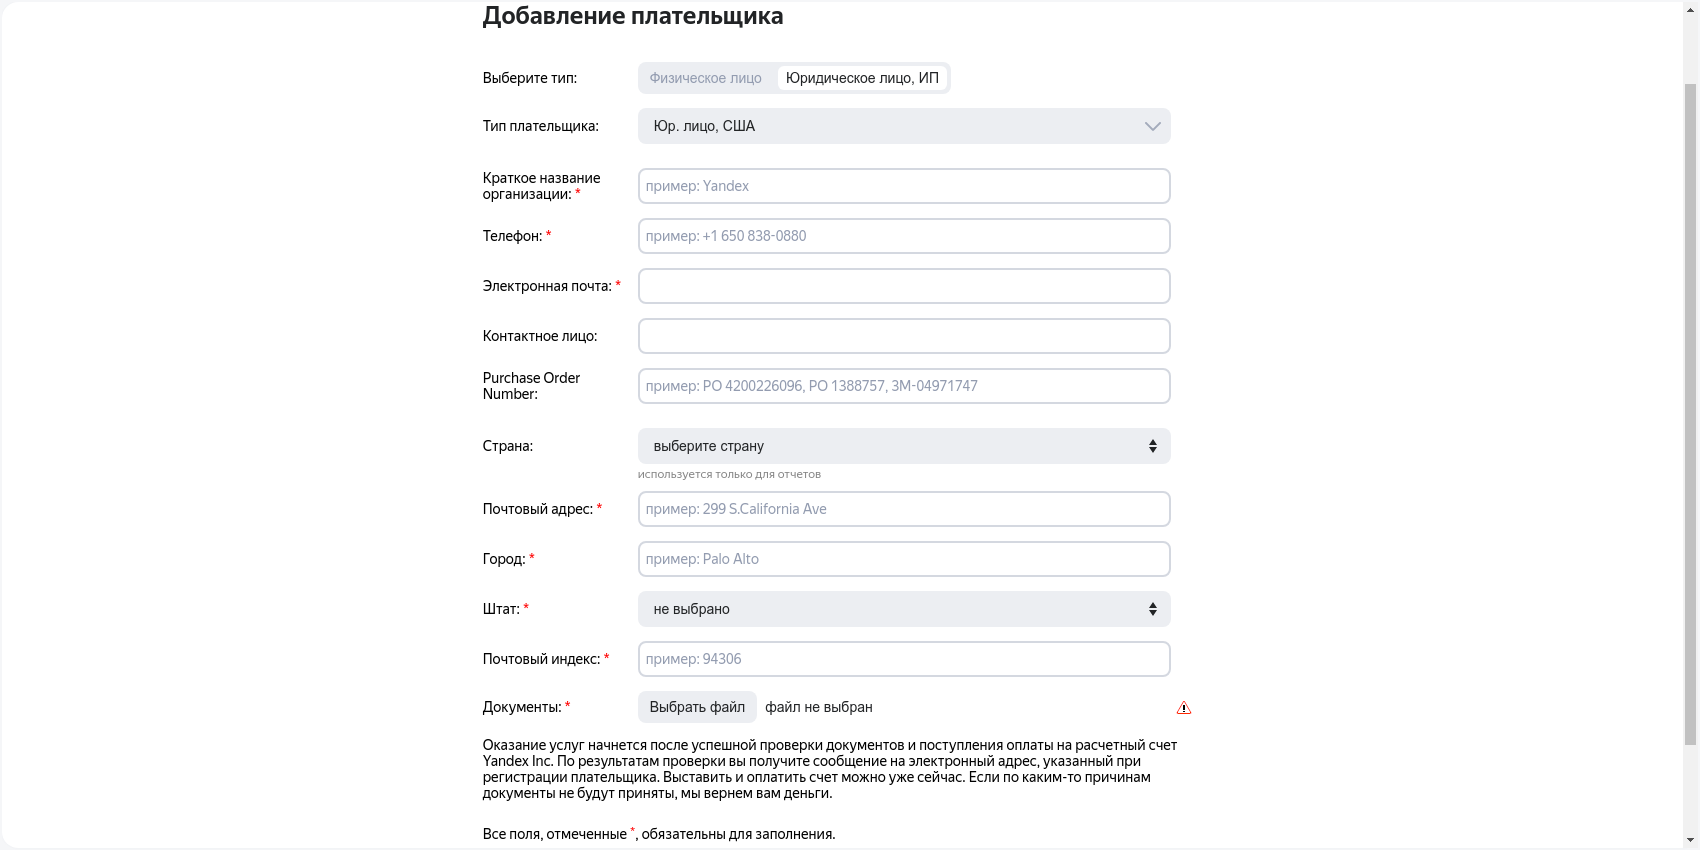 Добавление плательщика
Выберите тип:
Физическое лицо
Юридическое лицо, ИП
Тип плательщика:
Юр. лицо, США
Краткое название
организации: *
пример: Yandex
Телефон: *
пример: +1 650 838-0880
Электронная почта: *
Контактное лицо:
Purchase Order
Number:
пример: PO 4200226096, PO 1388757, 3M-04971747
Страна:
выберите страну
используется только для отчетов
Почтовый адрес: *
пример: 299 S.California Ave
Город: *
пример: Palo Alto
Штат: *
не выбрано
Почтовый индекс: *
пример: 94306
Документы: *
Выбрать файл
файл не выбран
Оказание услуг начнется после успешной проверки документов и поступления оплаты на расчетный счет
Yandex Inc. По результатам проверки вы получите сообщение на электронный адрес, указанный при
регистрации плательщика. Выставить и оплатить счет можно уже сейчас. Если по каким-то причинам
документы не будут приняты, мы вернем вам деньги.
Все поля, отмеченные *, обязательны для заполнения.